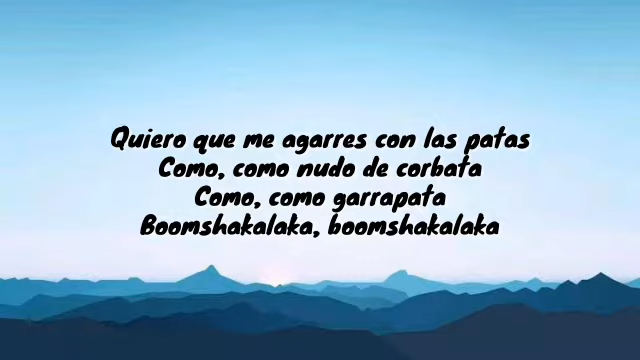 Quiero que me agarres con las patas
Como, como nudo de corbata
Como, como garrapata
Boomshakalaka, boomshakalaka